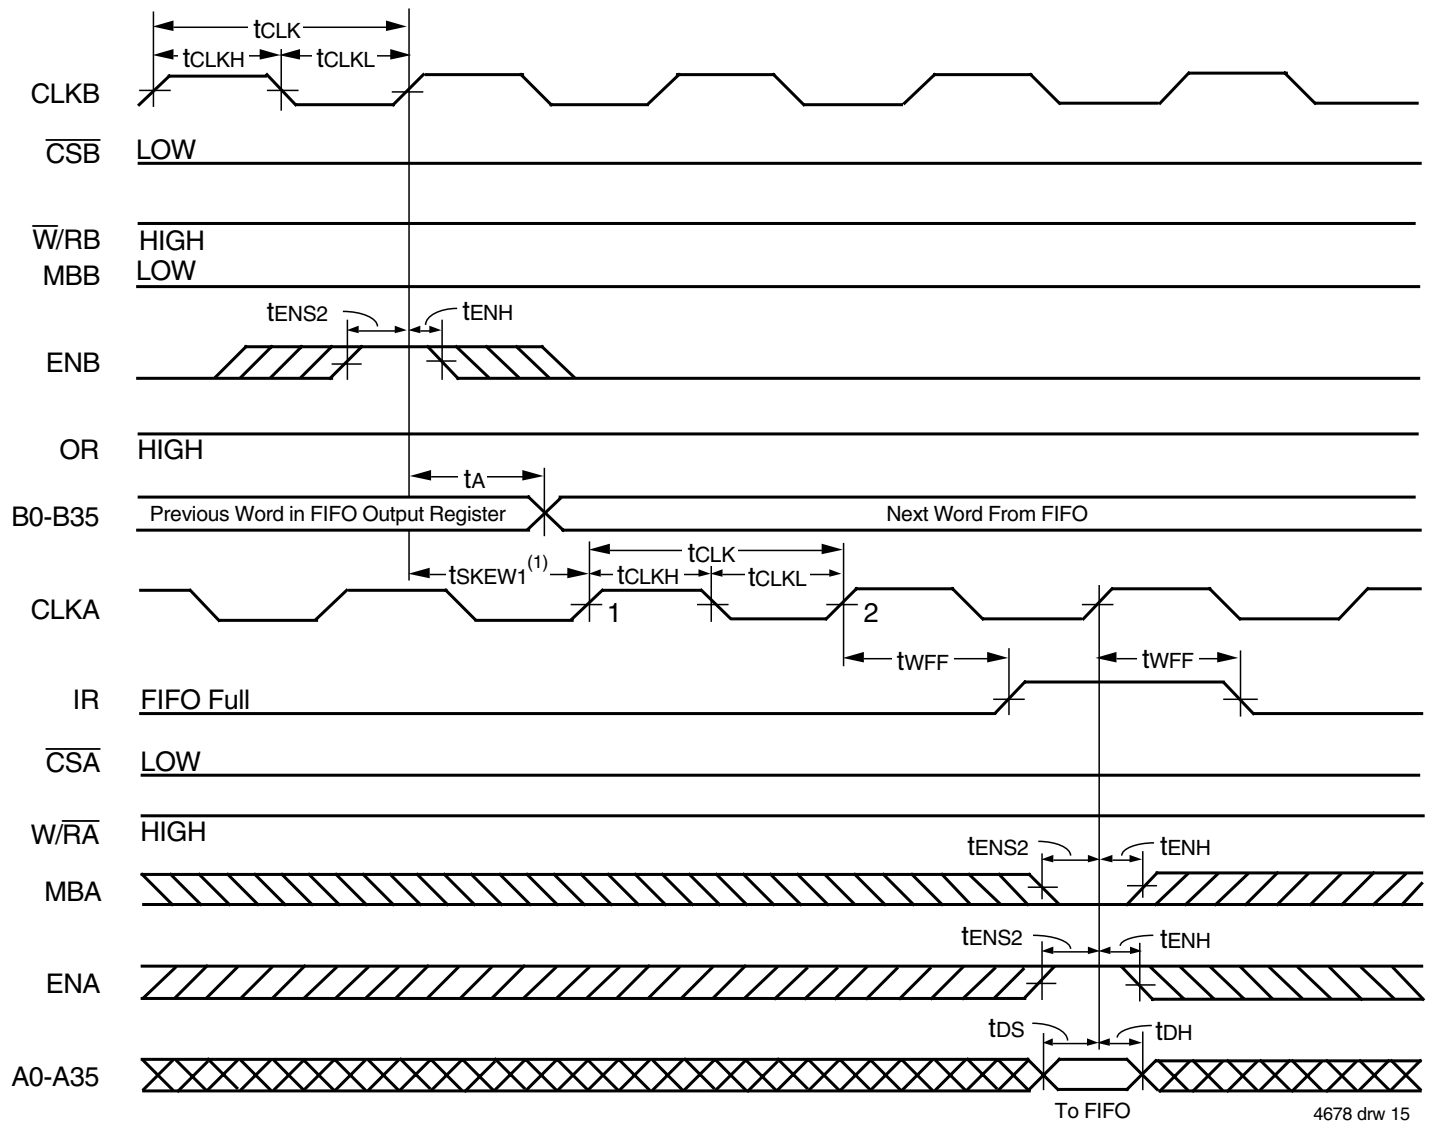 tCLK
tCLKH tCLKL
CLKB
CSB LOW
W/RB HIGH
MBB LOW
tENS2 tENH
ENB
OR HIGH
tA
B0-B35 Previous Word in FIFO Output Register Next Word From FIFO
tCLK
tSKEW1(1) tCLKH tCLKL
CLKA 1 2
tWFF tWFF
IR FIFO Full
CSA LOW
W/RA HIGH
tENS2 tENH
MBA
tENS2 tENH
ENA
tDS tDH
A0-A35
To FIFO
4678 drw 15